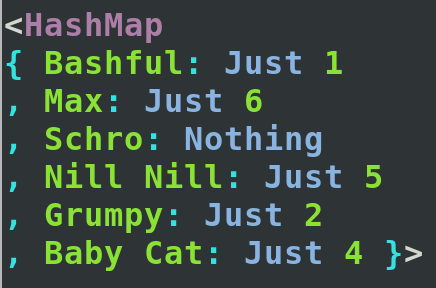 <HashMap
{ Bashful: Just 1
, Max: Just 6
, Schro: Nothing
, Nill Nill: Just 5
, Grumpy: Just 2
, Baby Cat: Just 4 }>